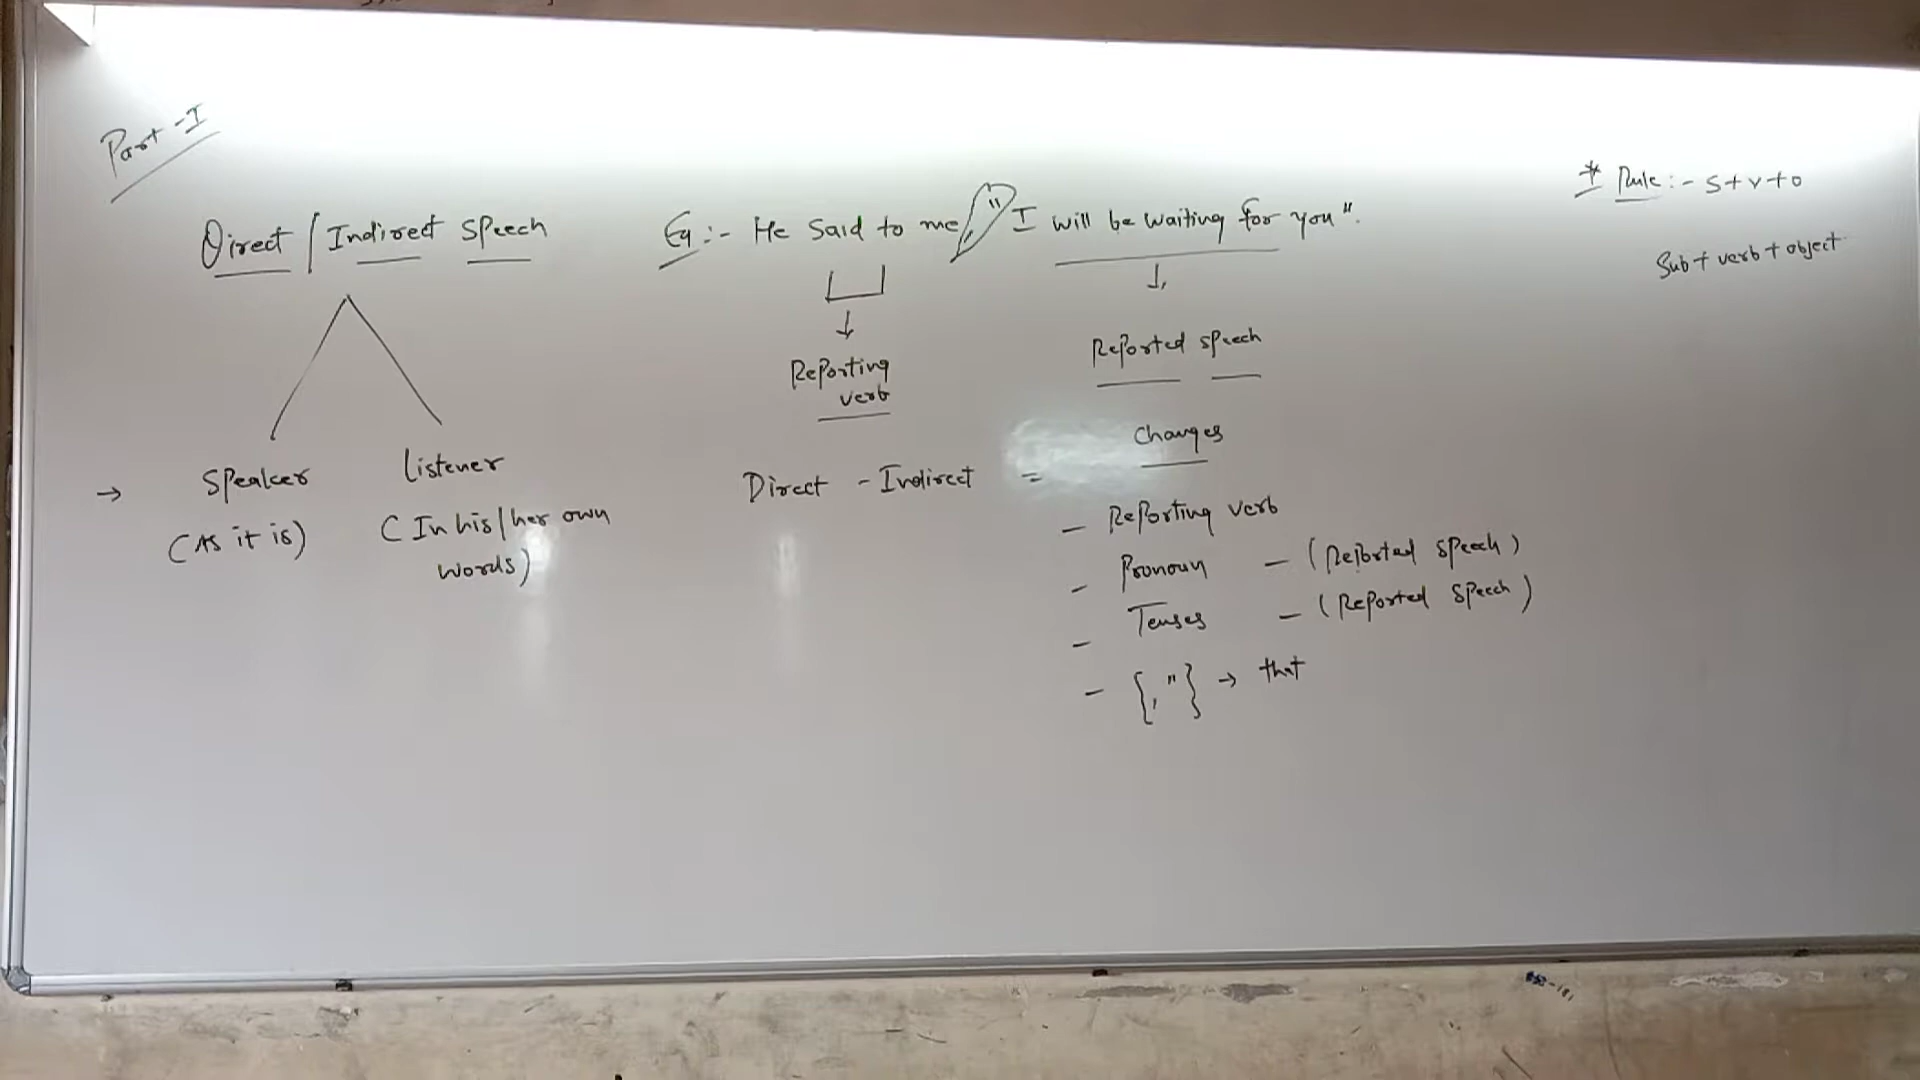 Part-I
Direct / Indirect Speech
Speaker
Listener
→
(As it is)
(In his/her own
words)
Eg:- He Said to me, "I will be waiting for you".
↓
Reporting
verb
↓
Reported speech
Changes
Direct - Indirect =
- Reporting verb
- Pronoun - (Reported Speech)
- Tenses - (Reported Speech)
- {, "} → that
* Rule:- S+V+O
Sub + verb + object